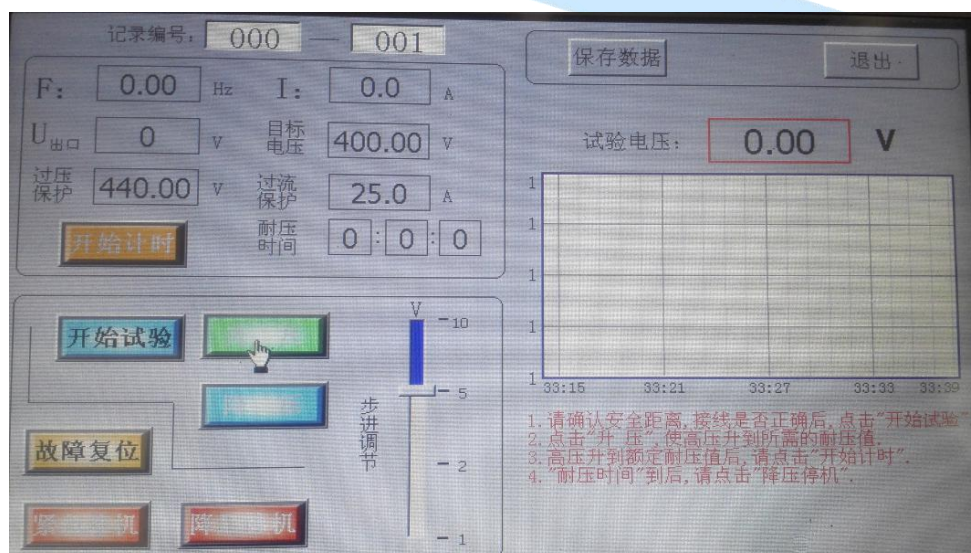 记录编号: 000 — 001
保存数据
退出
F: 0.00 Hz I: 0.0 A
U出口 0 V 目标电压 400.00 V
过压保护 440.00 V 过流保护 25.0 A
开始计时 耐压时间 0 : 0 : 0
试验电压: 0.00 V
1
1
1
1
1
33:15 33:21 33:27 33:33 33:39
开始试验
故障复位
机
机
V
10
5
2
1
步进调节
1.请确认安全距离,接线是否正确后,点击"开始试验"
2.点击"升 压",使高压升到所需的耐压值.
3.高压升到额定耐压值后,请点击"开始计时".
4."耐压时间"到后,请点击"降压停机".